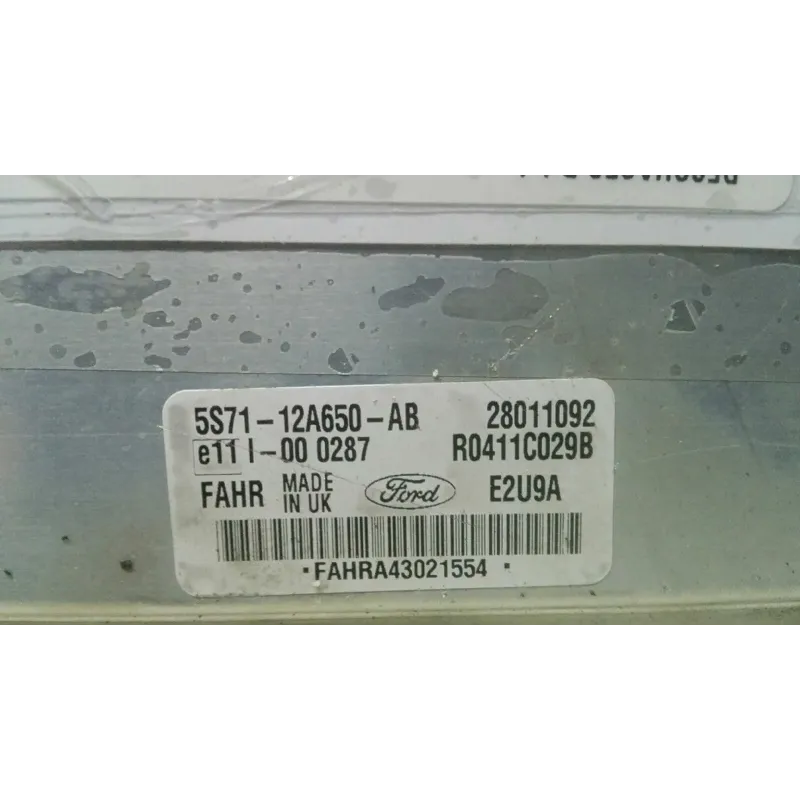 5S71-12A650-AB 28011092
e11 I-00 0287 R0411C029B
FAHR MADE IN UK Ford E2U9A
• FAHRA43021554 •